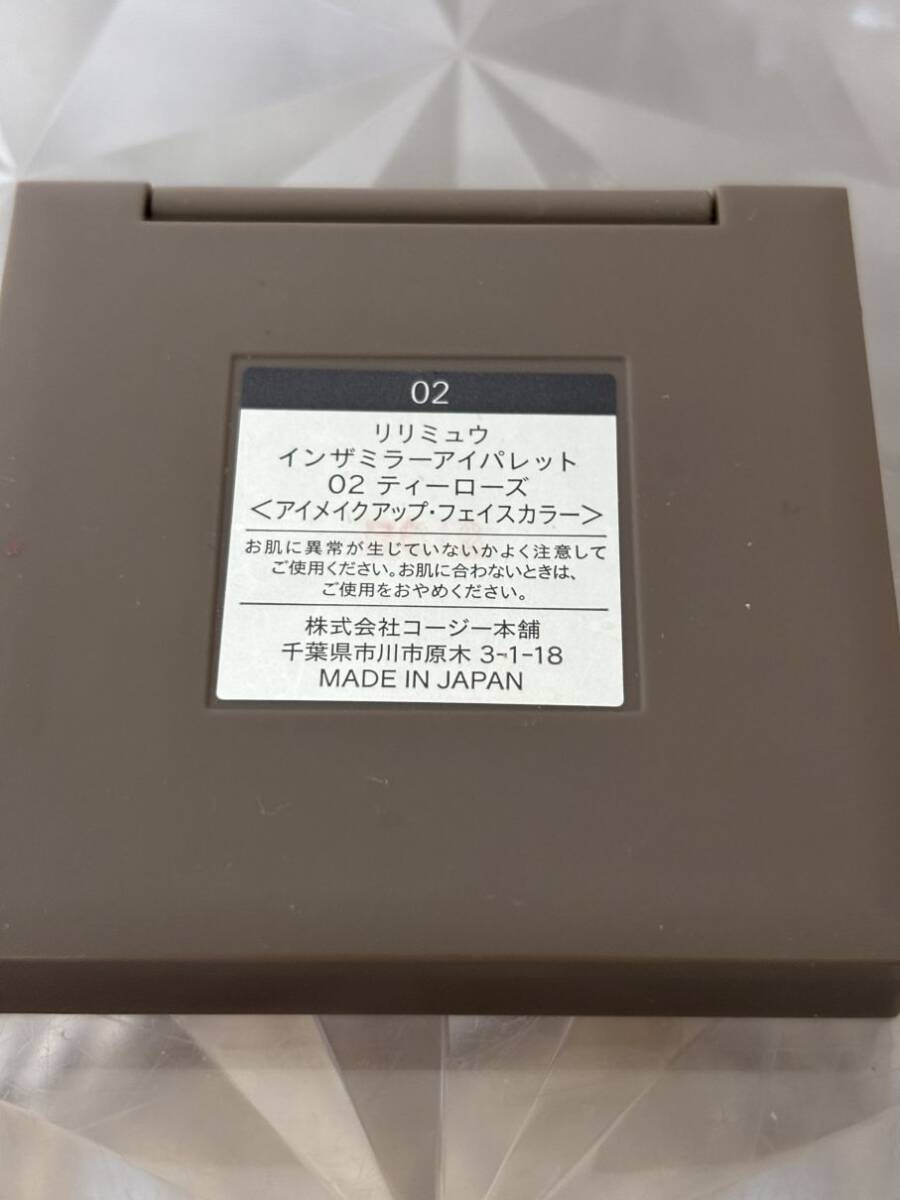 02
リリミュウ
インザミラーアイパレット
02 ティーローズ
＜アイメイクアップ・フェイスカラー＞
お肌に異常が生じていないかよく注意して
ご使用ください。お肌に合わないときは、
ご使用をおやめください。
株式会社コージー本舗
千葉県市川市原木 3-1-18
MADE IN JAPAN